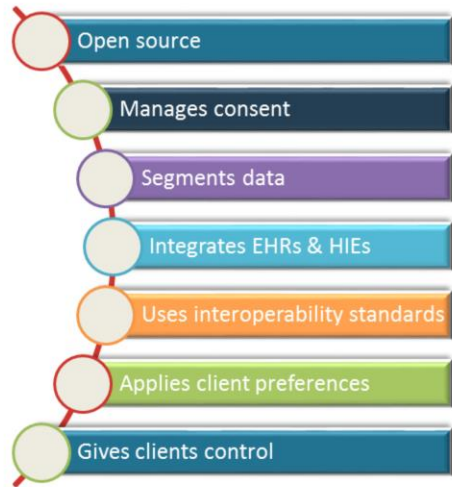 Open source
Manages consent
Segments data
Integrates EHRs & HIEs
Uses interoperability standards
Applies client preferences
Gives clients control